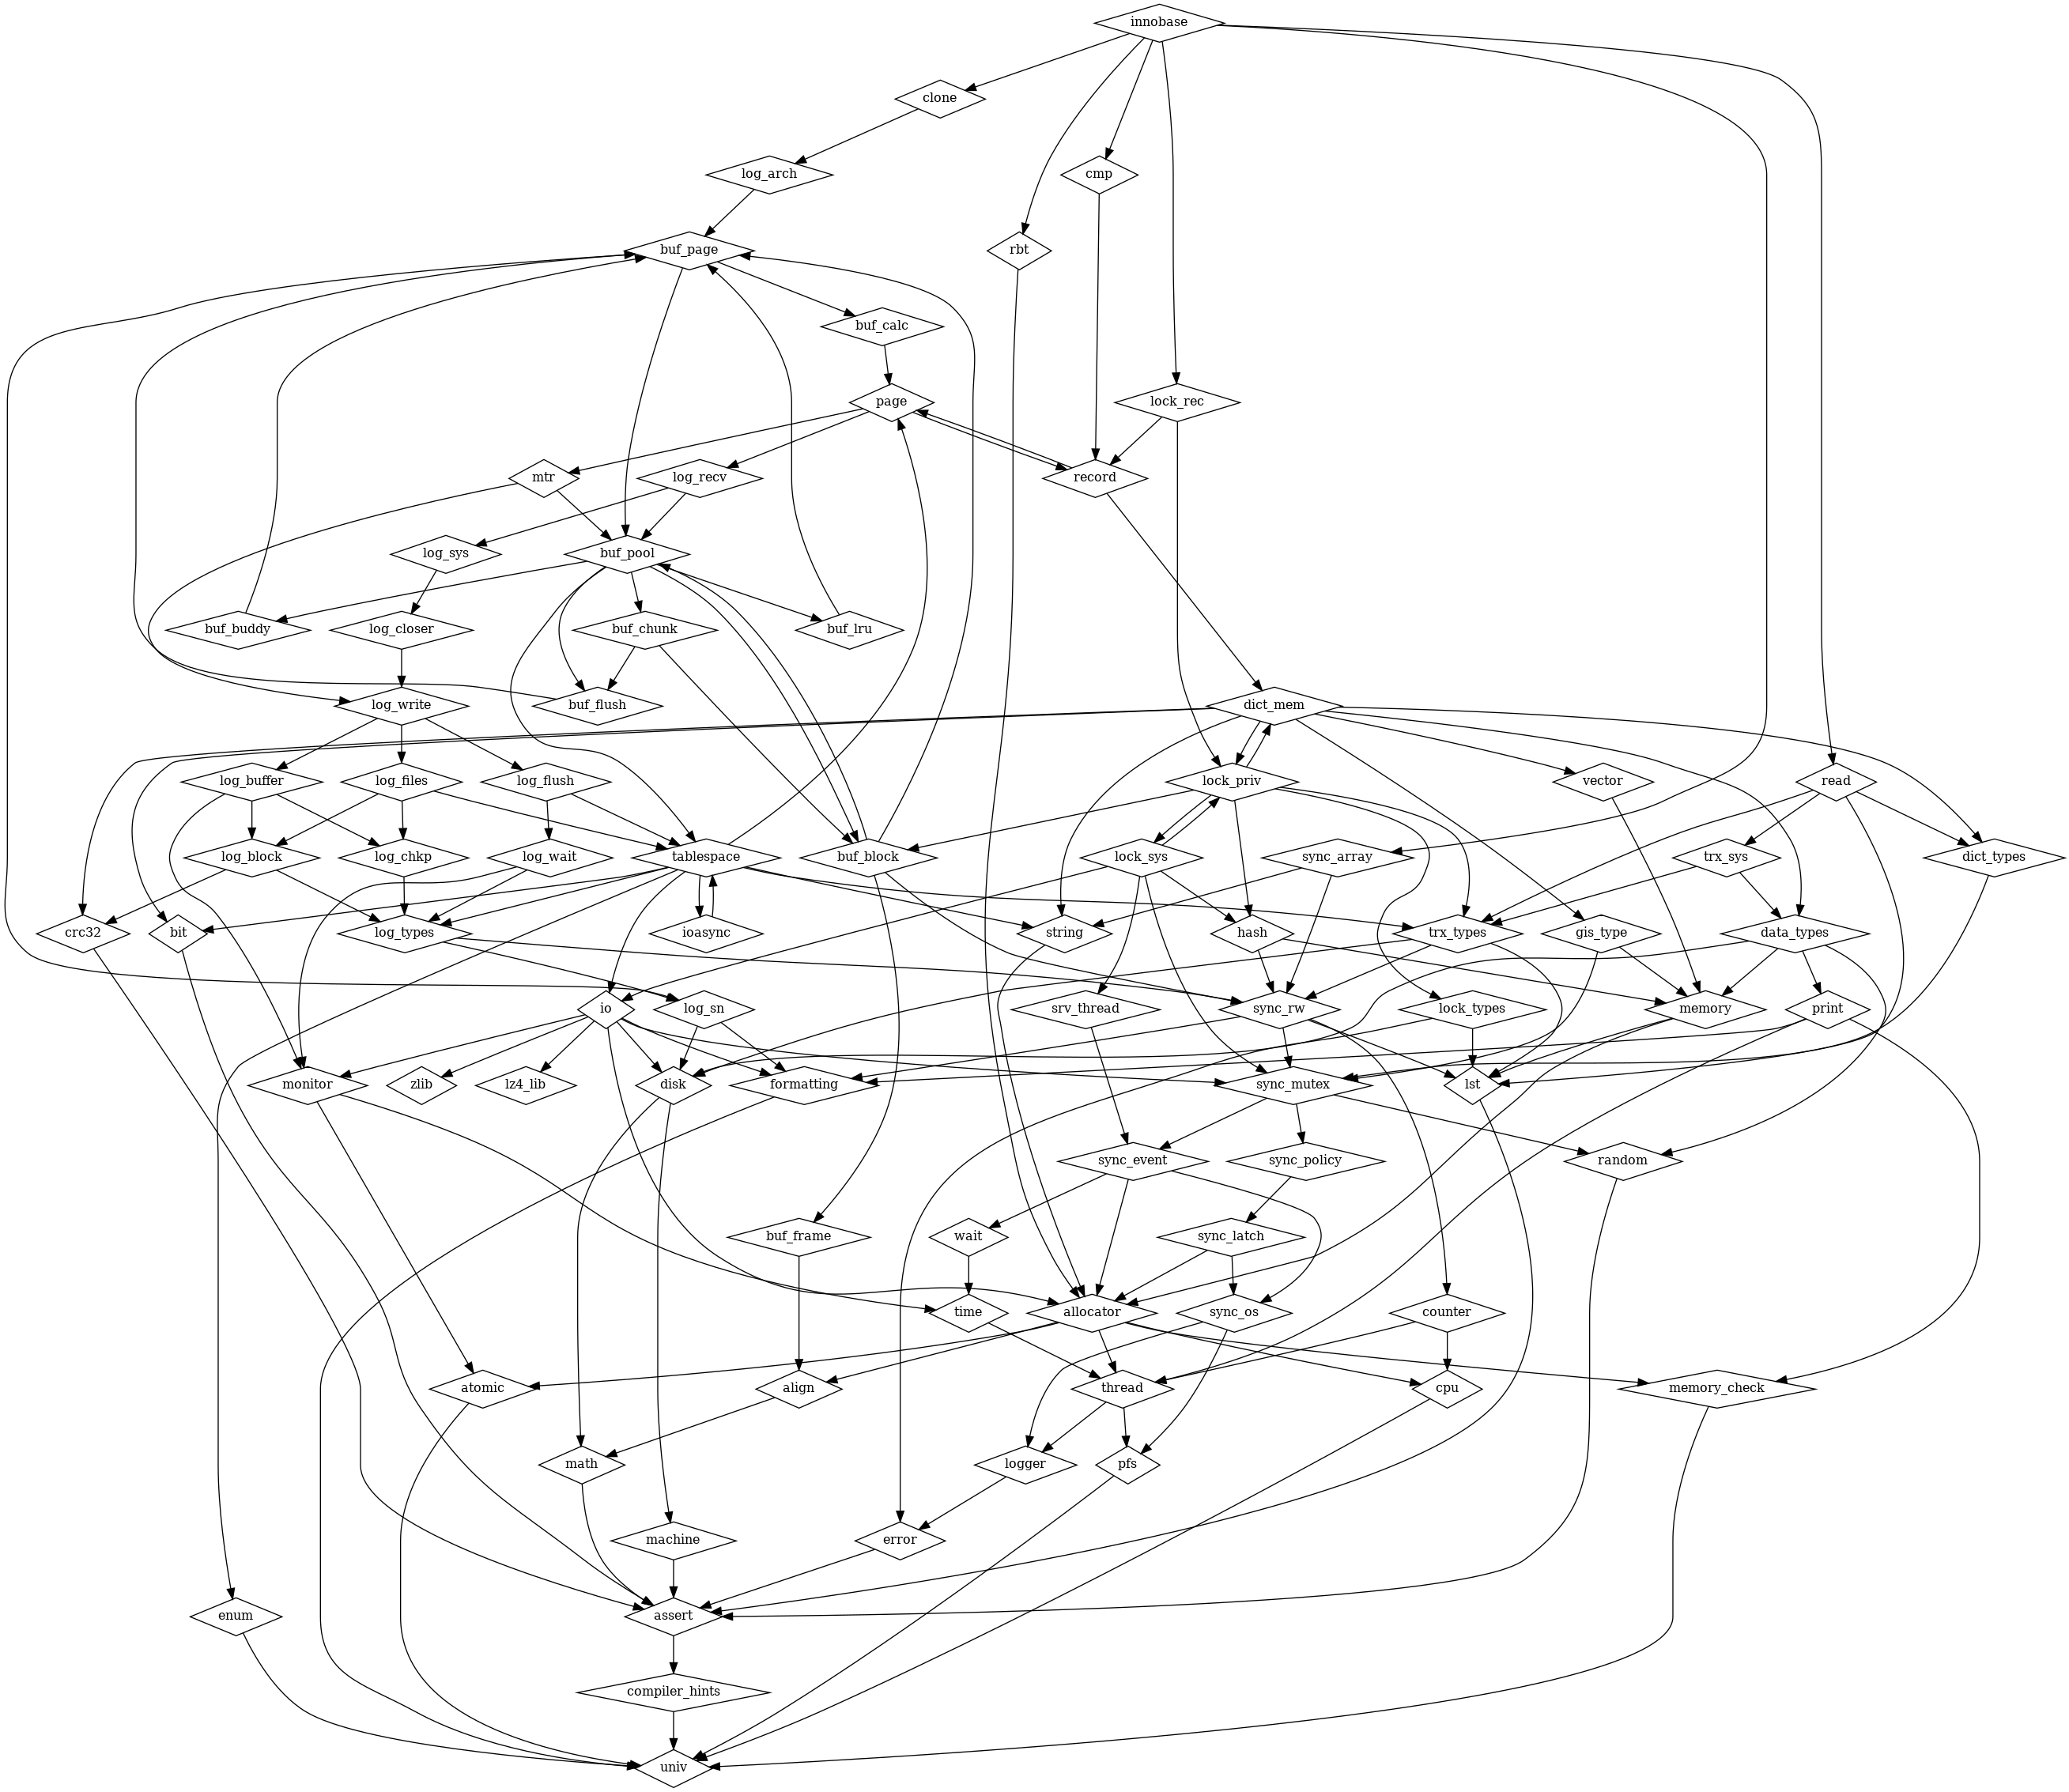 innobase
clone
log_arch
cmp
buf_page
rbt
buf_calc
page
lock_rec
mtr
log_recv
record
log_sys
buf_pool
buf_buddy
log_closer
buf_chunk
buf_lru
log_write
buf_flush
dict_mem
log_buffer
log_files
log_flush
lock_priv
vector
read
log_block
log_chkp
log_wait
tablespace
buf_block
lock_sys
sync_array
trx_sys
dict_types
crc32
bit
log_types
ioasync
string
hash
trx_types
gis_type
data_types
io
log_sn
srv_thread
sync_rw
lock_types
memory
print
monitor
zlib
lz4_lib
disk
formatting
sync_mutex
lst
sync_event
sync_policy
random
buf_frame
wait
sync_latch
time
allocator
sync_os
counter
atomic
align
thread
cpu
memory_check
math
logger
pfs
machine
error
enum
assert
compiler_hints
univ